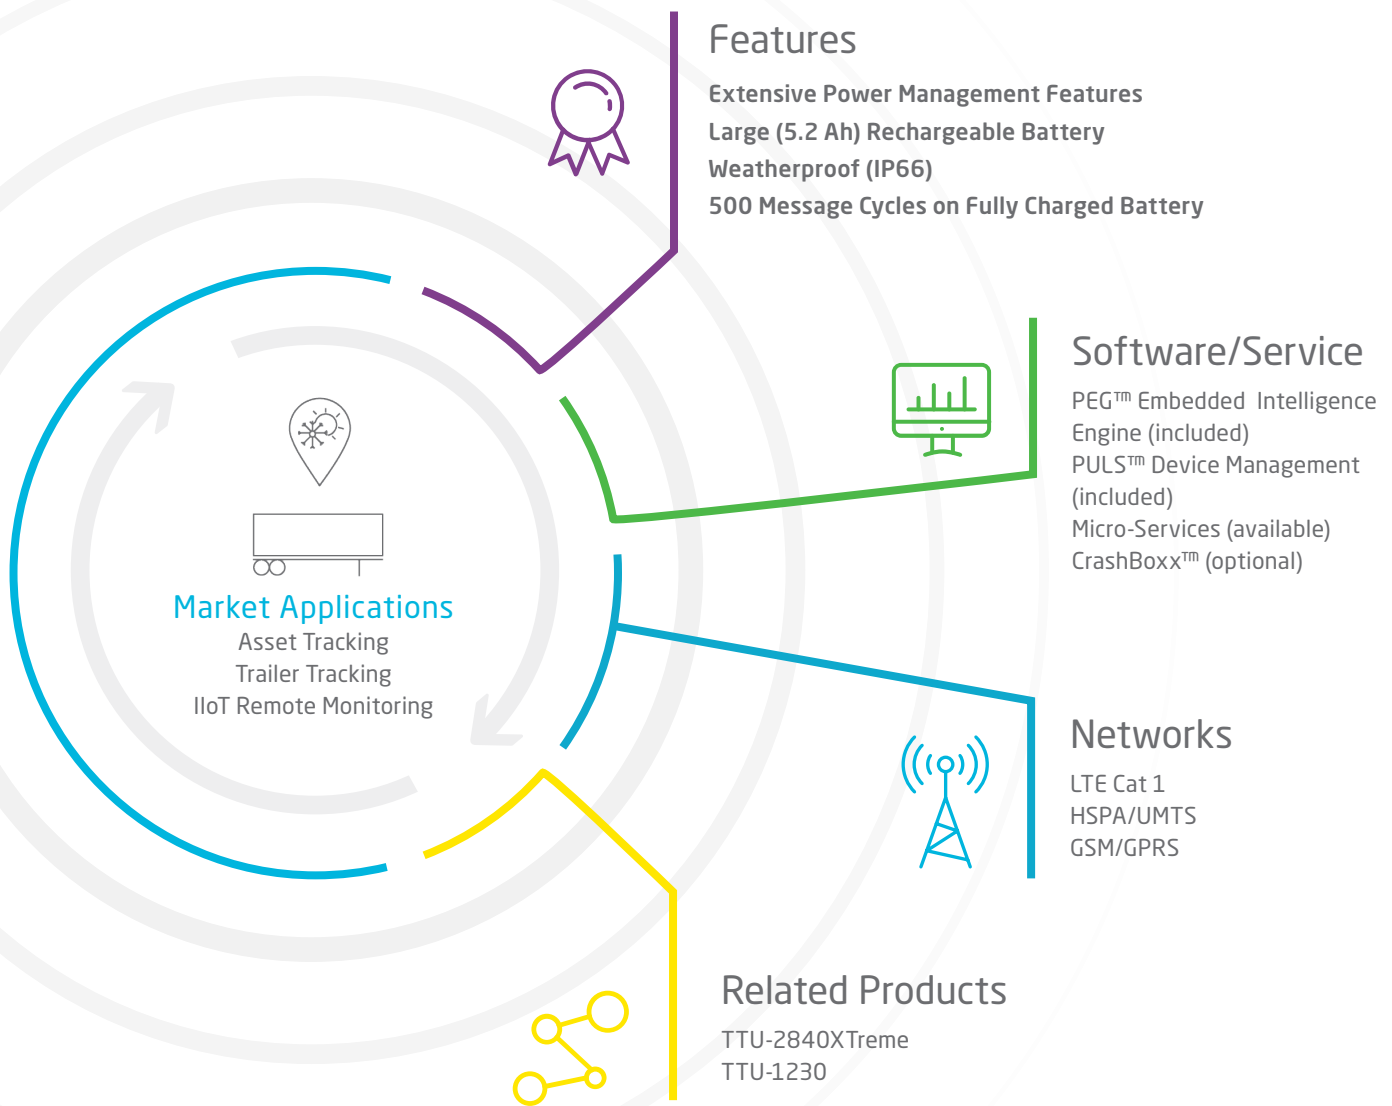 Features
Extensive Power Management Features
Large (5.2 Ah) Rechargeable Battery
Weatherproof (IP66)
500 Message Cycles on Fully Charged Battery
Software/Service
PEG™ Embedded Intelligence
Engine (included)
PULS™ Device Management
(included)
Micro-Services (available)
CrashBoxx™ (optional)
Market Applications
Asset Tracking
Trailer Tracking
IIoT Remote Monitoring
Networks
LTE Cat 1
HSPA/UMTS
GSM/GPRS
Related Products
TTU-2840XTreme
TTU-1230